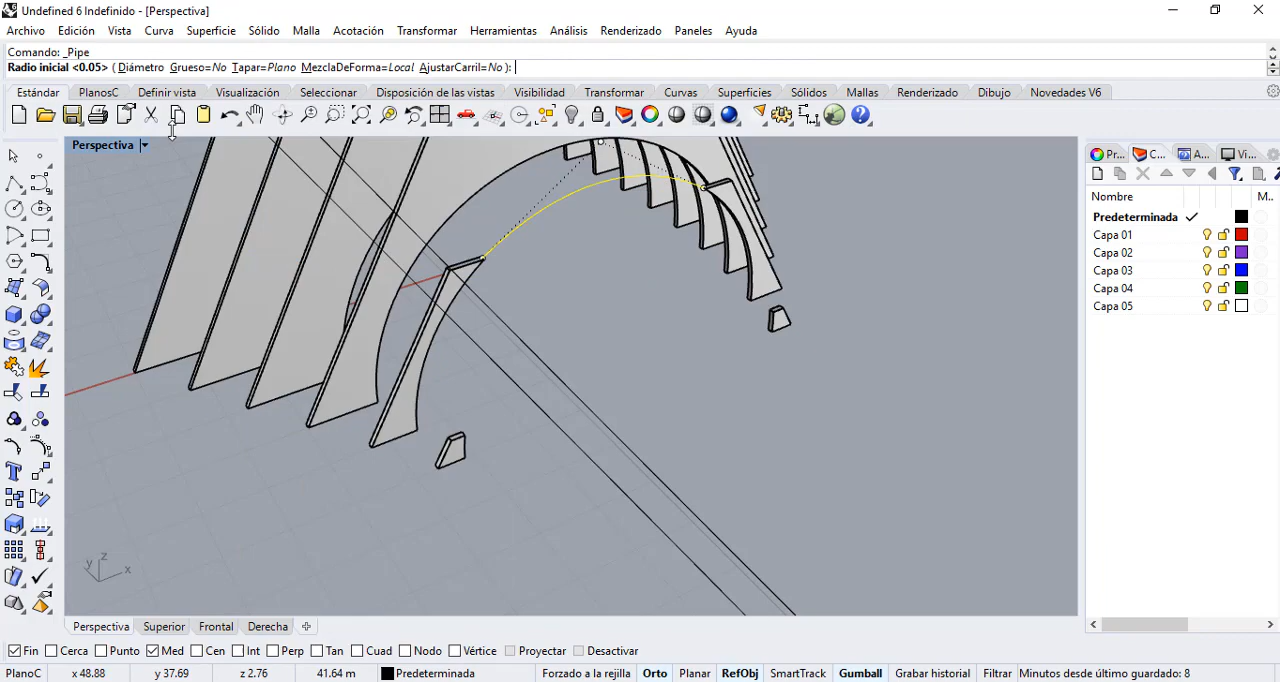 Undefined 6 Indefinido - [Perspectiva]
Archivo Edición Vista Curva Superficie Sólido Malla Acotación Transformar Herramientas Análisis Renderizado Paneles Ayuda
Comando: _Pipe
Radio inicial <0.05> ( Diámetro Grueso=No Tapar=Plano MezclaDeForma=Local AjustarCarril=No ):
Estándar PlanosC Definir vista Visualización Seleccionar Disposición de las vistas Visibilidad Transformar Curvas Superficies Sólidos Mallas Renderizado Dibujo Novedades V6
Perspectiva
Pr... C... A... Vi...
Nombre M..
Predeterminada
Capa 01
Capa 02
Capa 03
Capa 04
Capa 05
z
y
x
Perspectiva Superior Frontal Derecha
Fin Cerca Punto Med Cen Int Perp Tan Cuad Nodo Vértice Proyectar Desactivar
PlanoC x 48.88 y 37.69 z 2.76 41.64 m Predeterminada Forzado a la rejilla Orto Planar RefObj SmartTrack Gumball Grabar historial Filtrar Minutos desde último guardado: 8